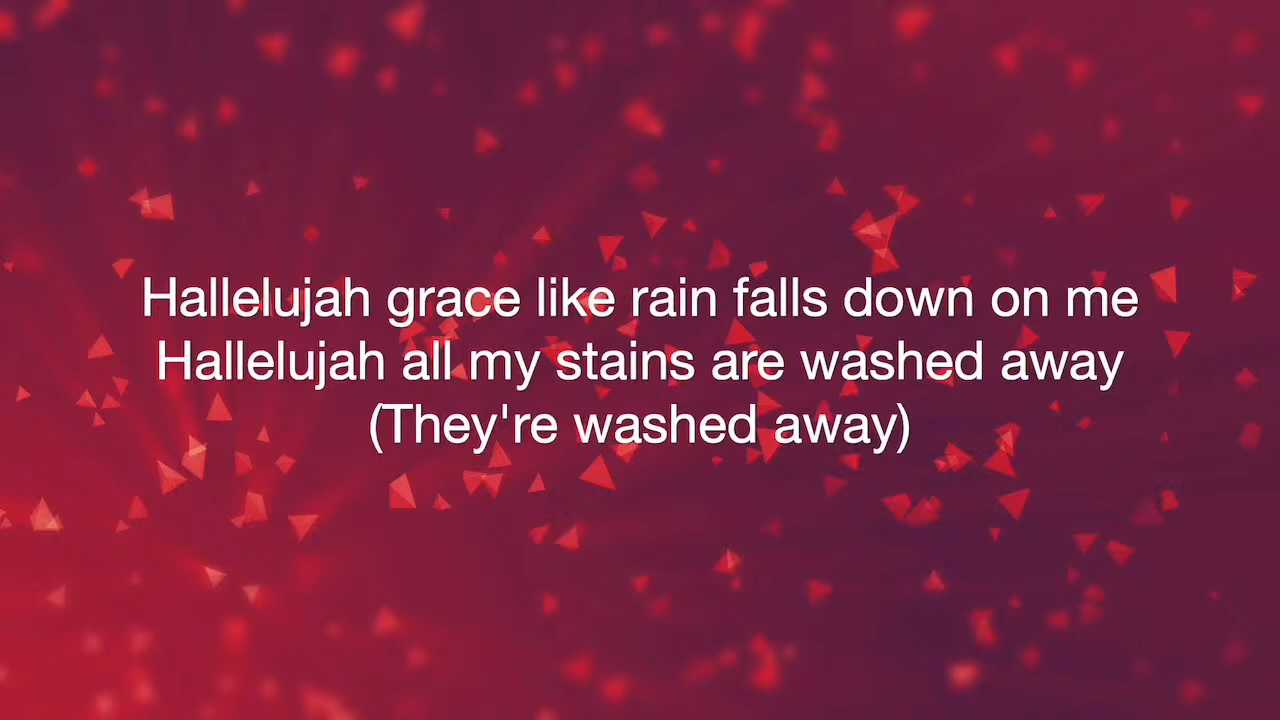 Hallelujah grace like rain falls down on me
Hallelujah all my stains are washed away
(They're washed away)